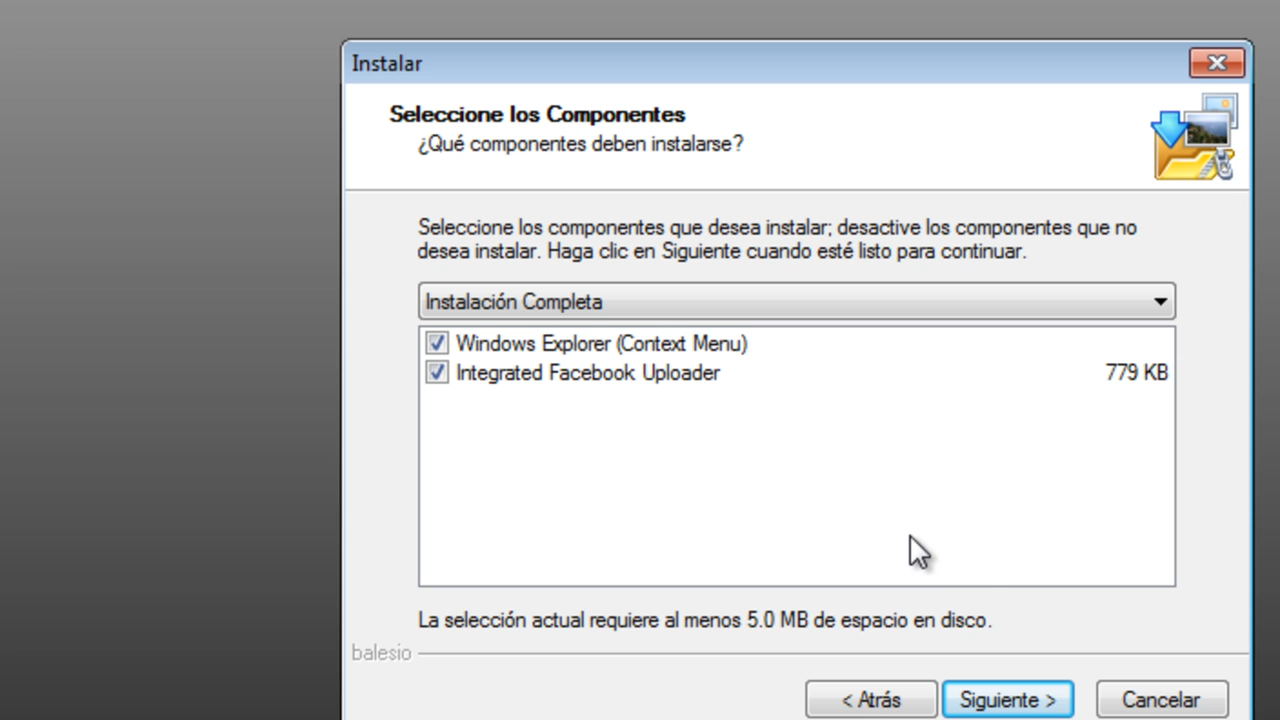 Instalar
Seleccione los Componentes
¿Qué componentes deben instalarse?
Seleccione los componentes que desea instalar; desactive los componentes que no
desea instalar. Haga clic en Siguiente cuando esté listo para continuar.
Instalación Completa
Windows Explorer (Context Menu)
Integrated Facebook Uploader 779 KB
La selección actual requiere al menos 5.0 MB de espacio en disco.
balesio
< Atrás Siguiente > Cancelar